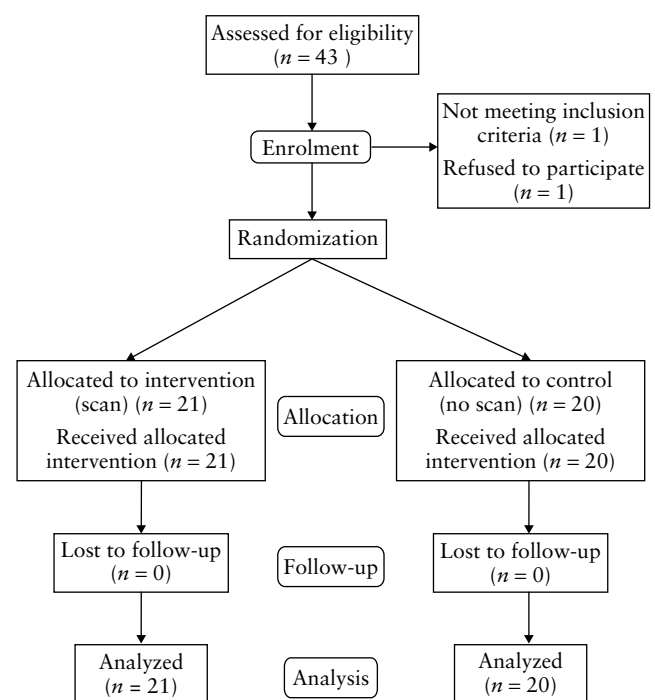 Assessed for eligibility
(n = 43 )
Not meeting inclusion
criteria (n = 1)
Refused to participate
(n = 1)
Enrolment
Randomization
Allocated to intervention
(scan) (n = 21)
Received allocated
intervention (n = 21)
Allocation
Allocated to control
(no scan) (n = 20)
Received allocated
intervention (n = 20)
Lost to follow-up
(n = 0)
Follow-up
Lost to follow-up
(n = 0)
Analyzed
(n = 21)
Analysis
Analyzed
(n = 20)